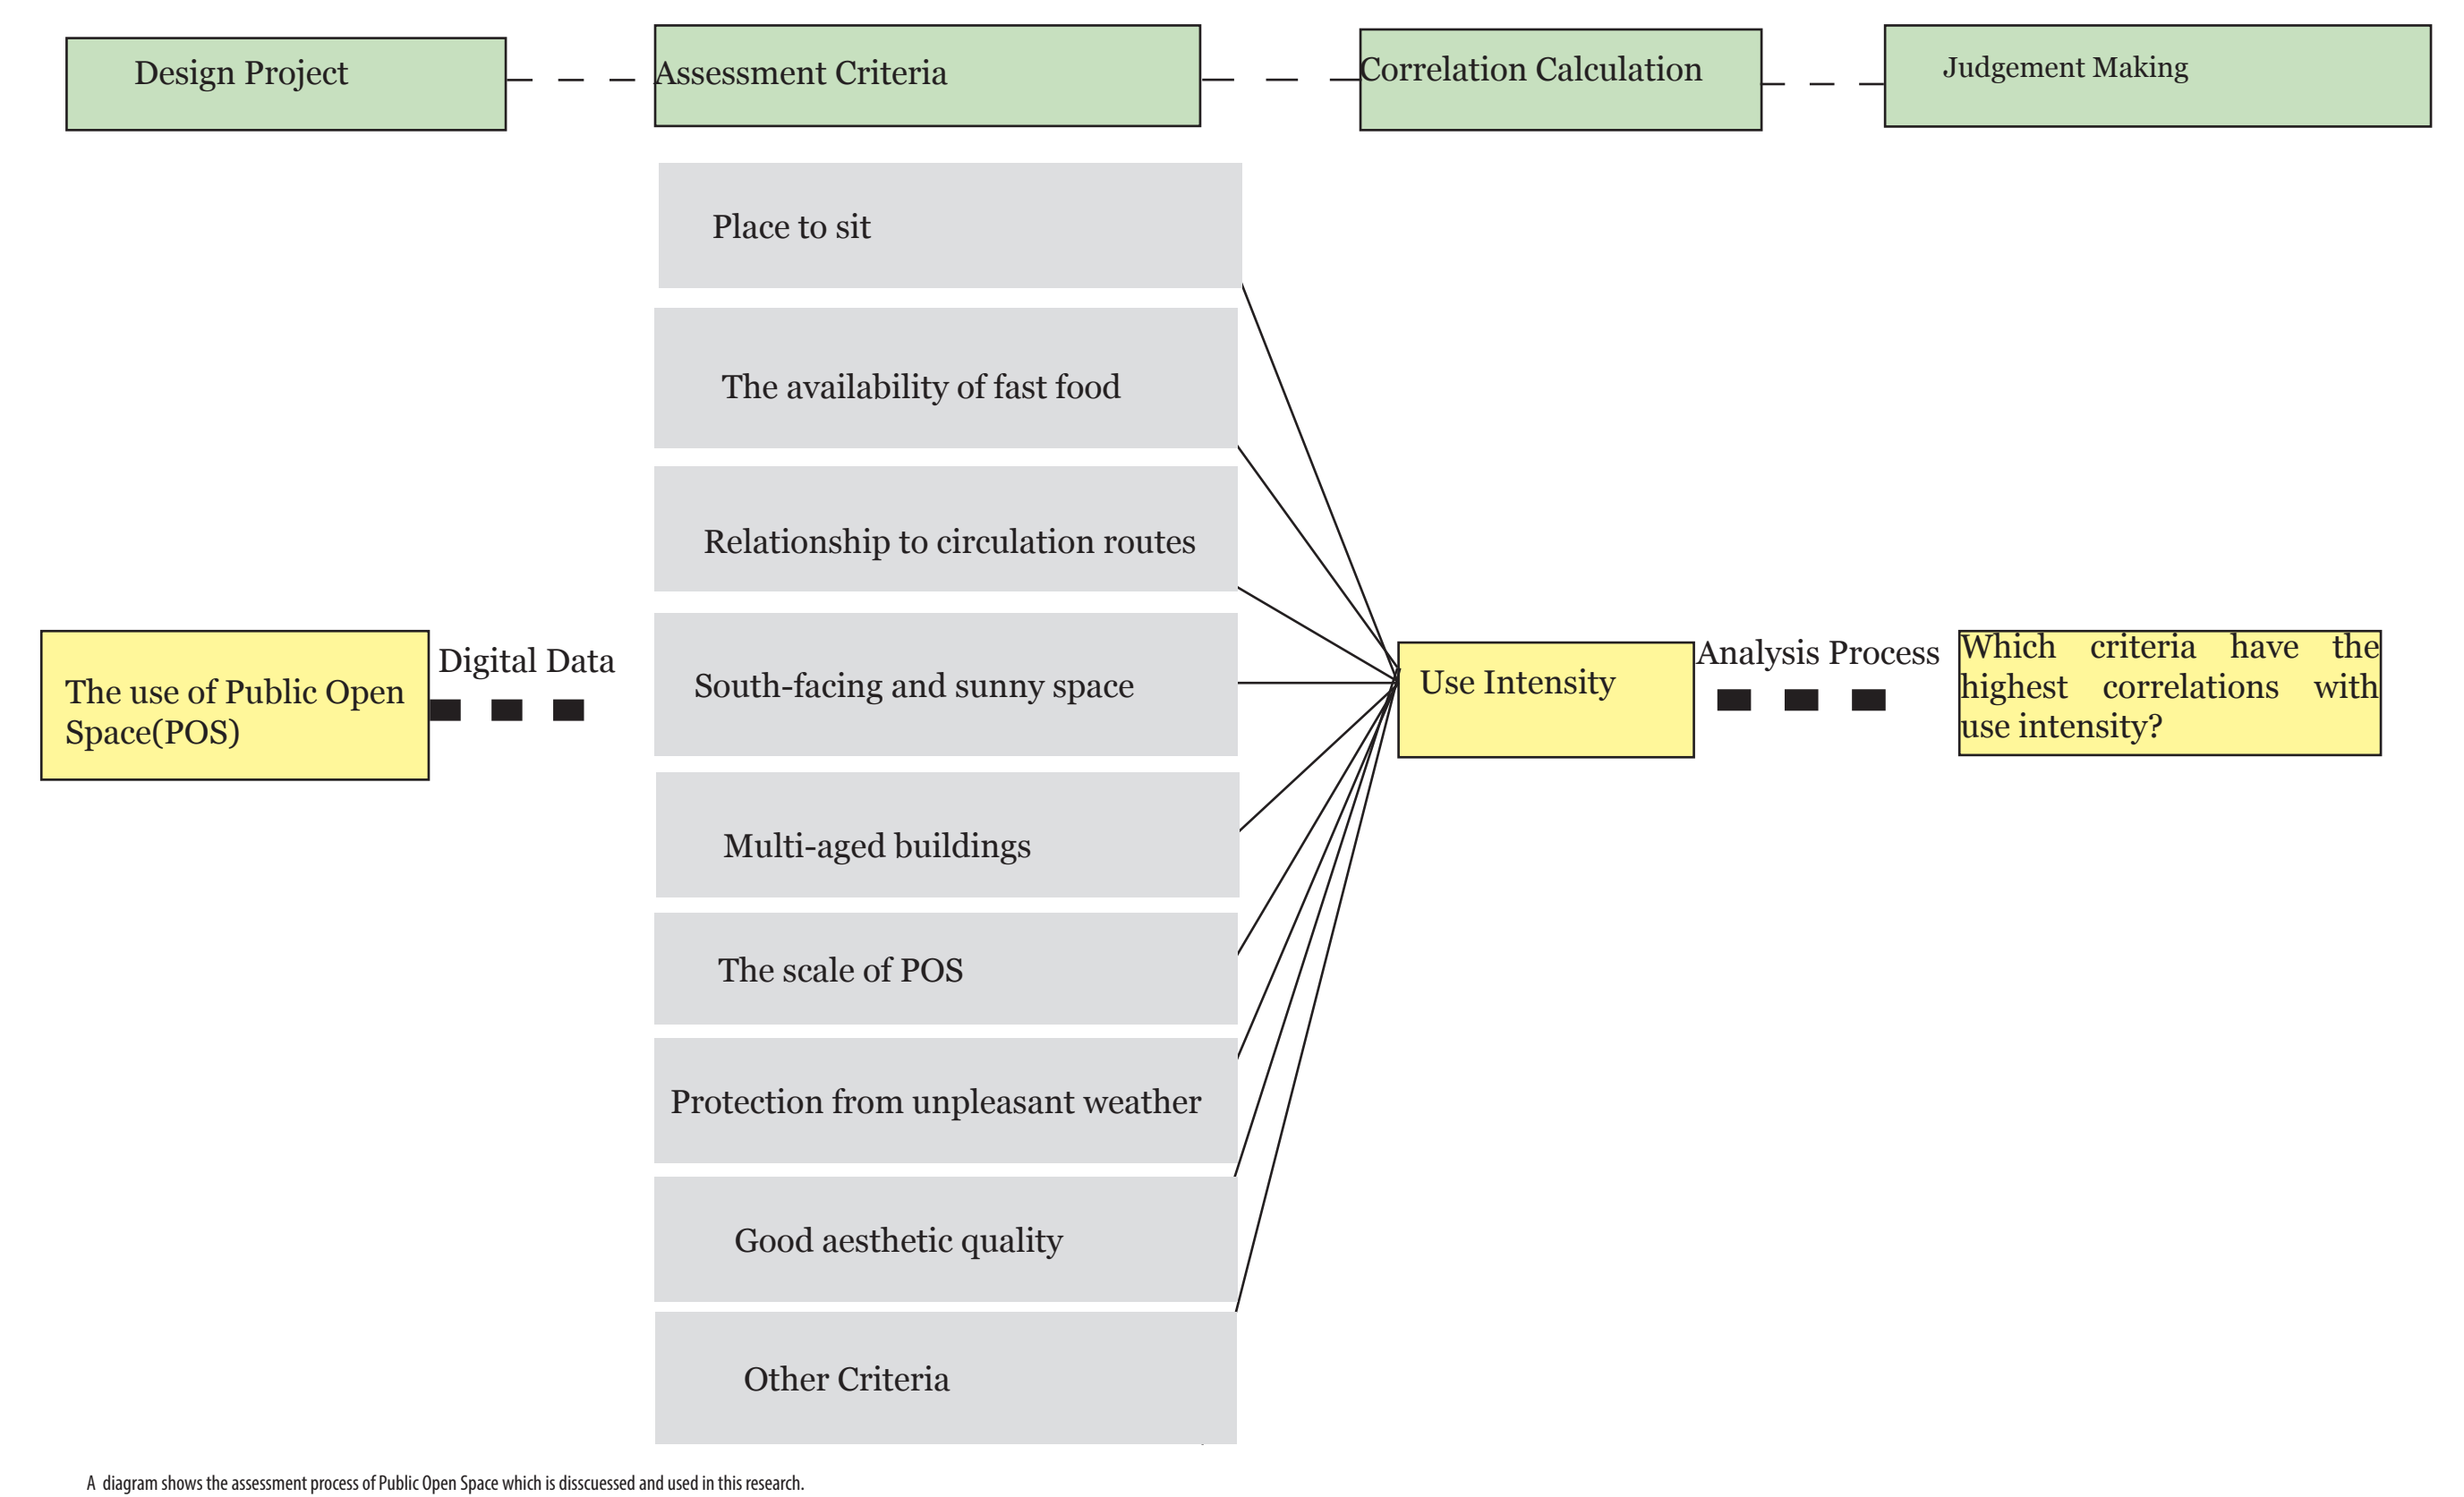 Design Project
Assessment Criteria
Correlation Calculation
Judgement Making
Place to sit
The availability of fast food
Relationship to circulation routes
South-facing and sunny space
Multi-aged buildings
The scale of POS
Protection from unpleasant weather
Good aesthetic quality
Other Criteria
The use of Public Open
Space(POS)
Digital Data
Use Intensity
Analysis Process
Which criteria have the
highest correlations with
use intensity?
A diagram shows the assessment process of Public Open Space which is disscuessed and used in this research.